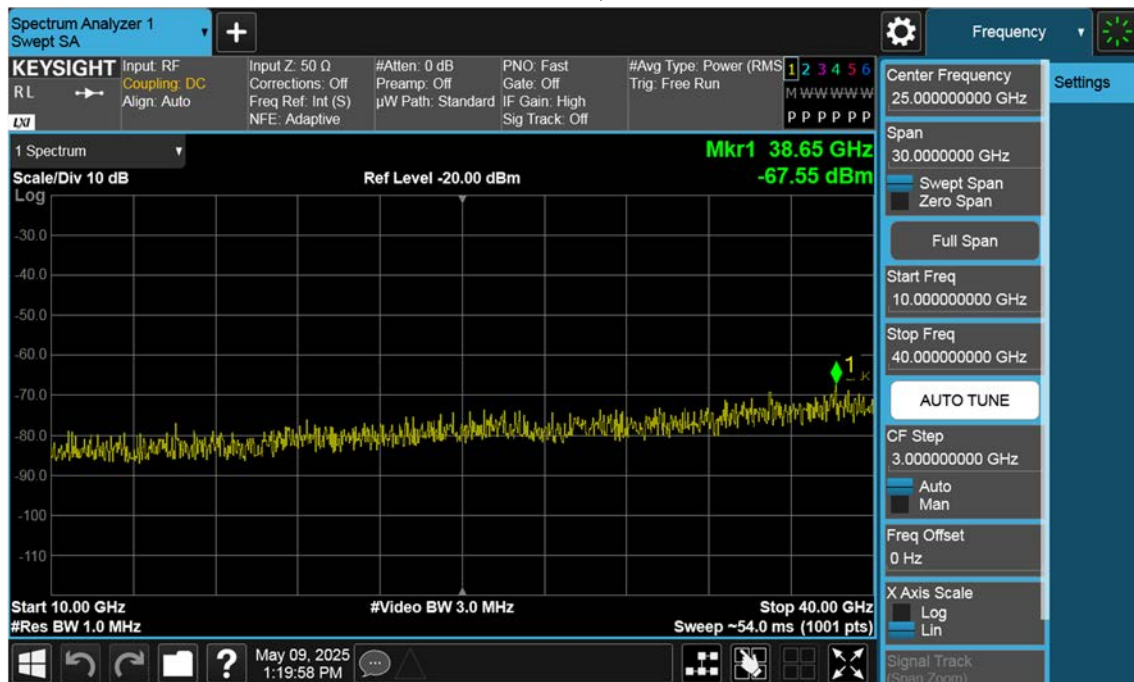 Spectrum Analyzer 1
Swept SA
+
Frequency
KEYSIGHT
RL
LXI
Input: RF
Coupling: DC
Align: Auto
Input Z: 50 Ω
Corrections: Off
Freq Ref: Int (S)
NFE: Adaptive
#Atten: 0 dB
Preamp: Off
µW Path: Standard
PNO: Fast
Gate: Off
IF Gain: High
Sig Track: Off
#Avg Type: Power (RMS
Trig: Free Run
1 2 3 4 5 6
M W W W W W
P P P P P P
1 Spectrum
Scale/Div 10 dB
Ref Level -20.00 dBm
Mkr1 38.65 GHz
-67.55 dBm
Log
-30.0
-40.0
-50.0
-60.0
-70.0
-80.0
-90.0
-100
-110
1
Start 10.00 GHz
#Video BW 3.0 MHz
Stop 40.00 GHz
#Res BW 1.0 MHz
Sweep ~54.0 ms (1001 pts)
?
May 09, 2025
1:19:58 PM
Center Frequency
25.000000000 GHz
Settings
Span
30.0000000 GHz
Swept Span
Zero Span
Full Span
Start Freq
10.000000000 GHz
Stop Freq
40.000000000 GHz
AUTO TUNE
CF Step
3.000000000 GHz
Auto
Man
Freq Offset
0 Hz
X Axis Scale
Log
Lin
Signal Track
(Span Zoom)